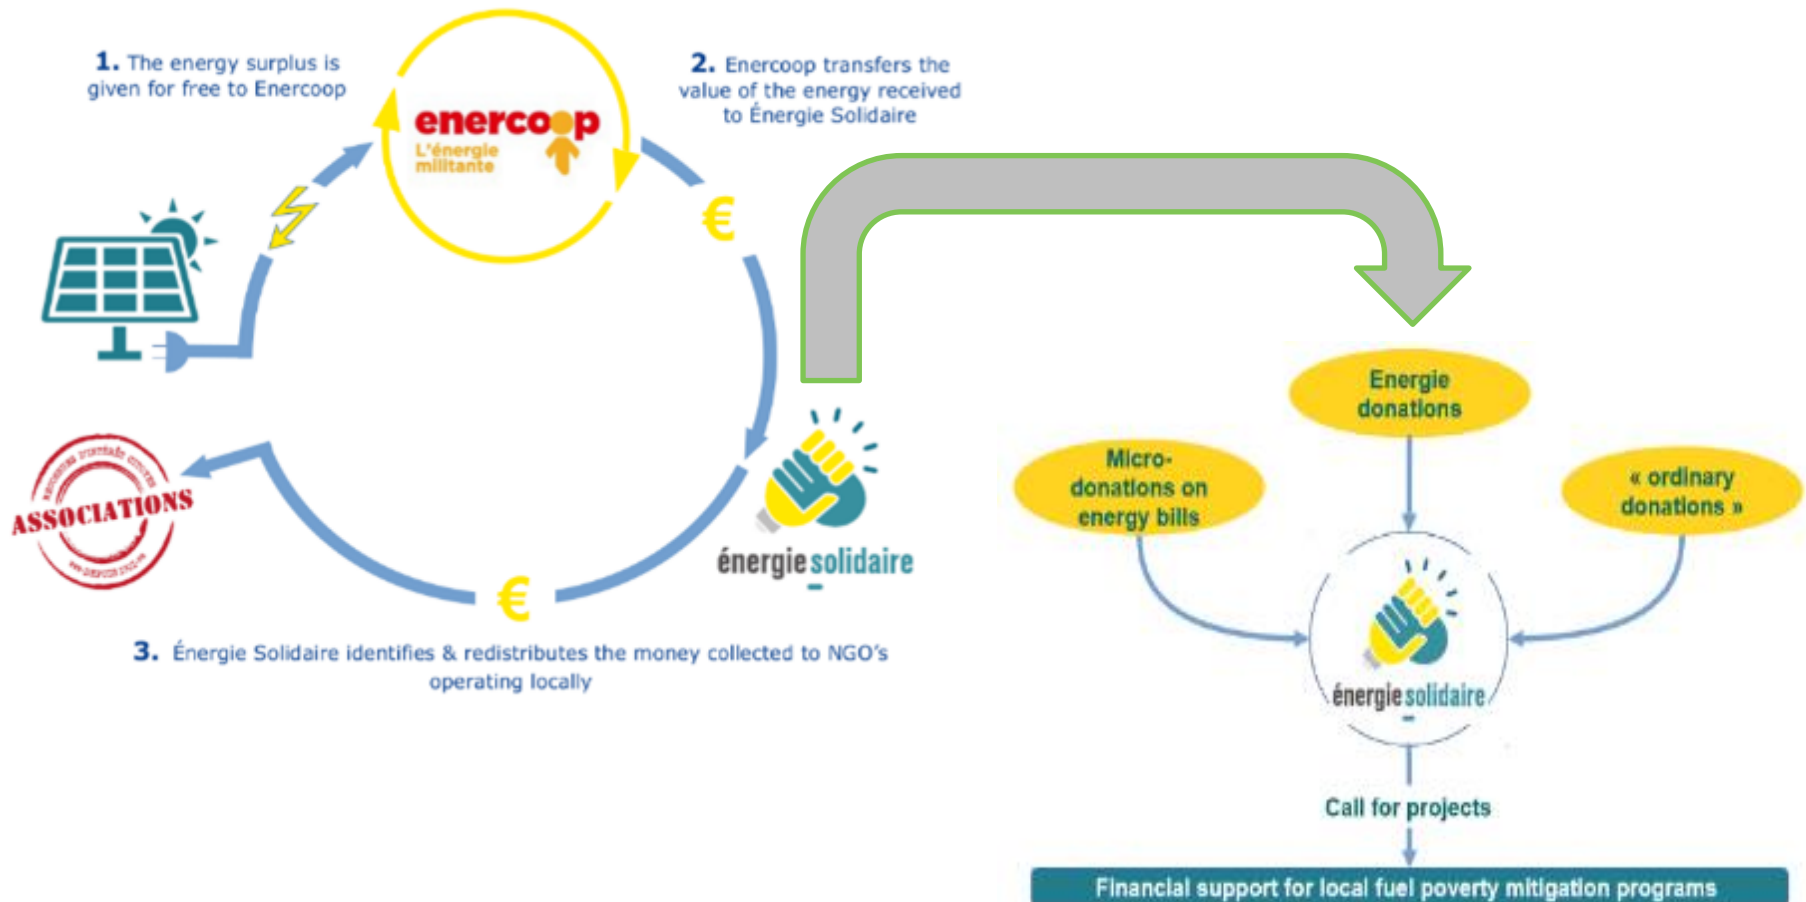 1. The energy surplus is
given for free to Enercoop
enercoop
L'énergie
militante
2. Enercoop transfers the
value of the energy received
to Énergie Solidaire
€
ASSOCIATIONS
énergie solidaire
€
3. Énergie Solidaire identifies & redistributes the money collected to NGO's
operating locally
Energie
donations
Micro-
donations on
energy bills
« ordinary
donations »
énergie solidaire
Call for projects
Financial support for local fuel poverty mitigation programs